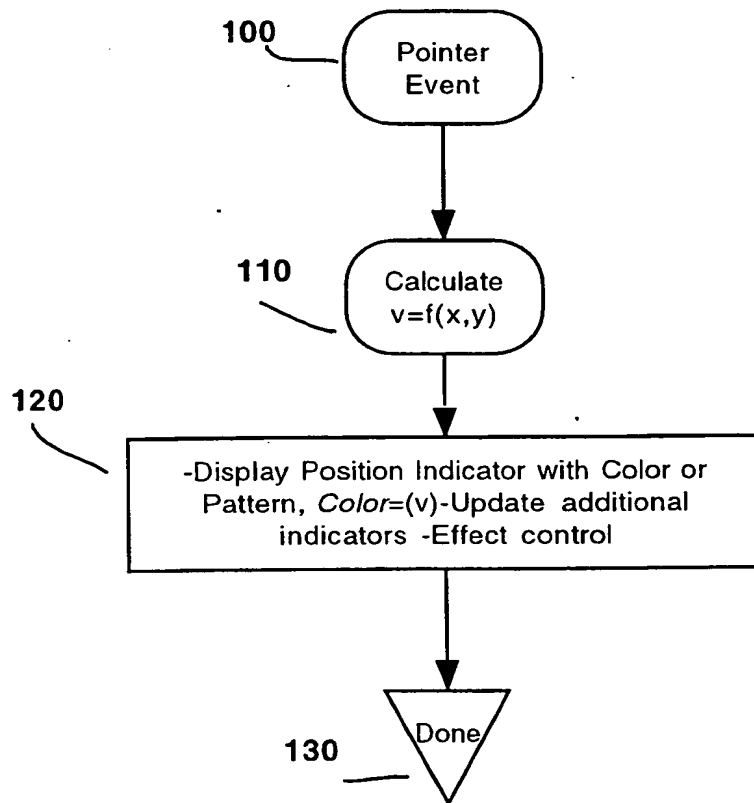 100
Pointer
Event
110
Calculate
v=f(x,y)
120
-Display Position Indicator with Color or
Pattern, Color=(v)-Update additional
indicators -Effect control
Done
130